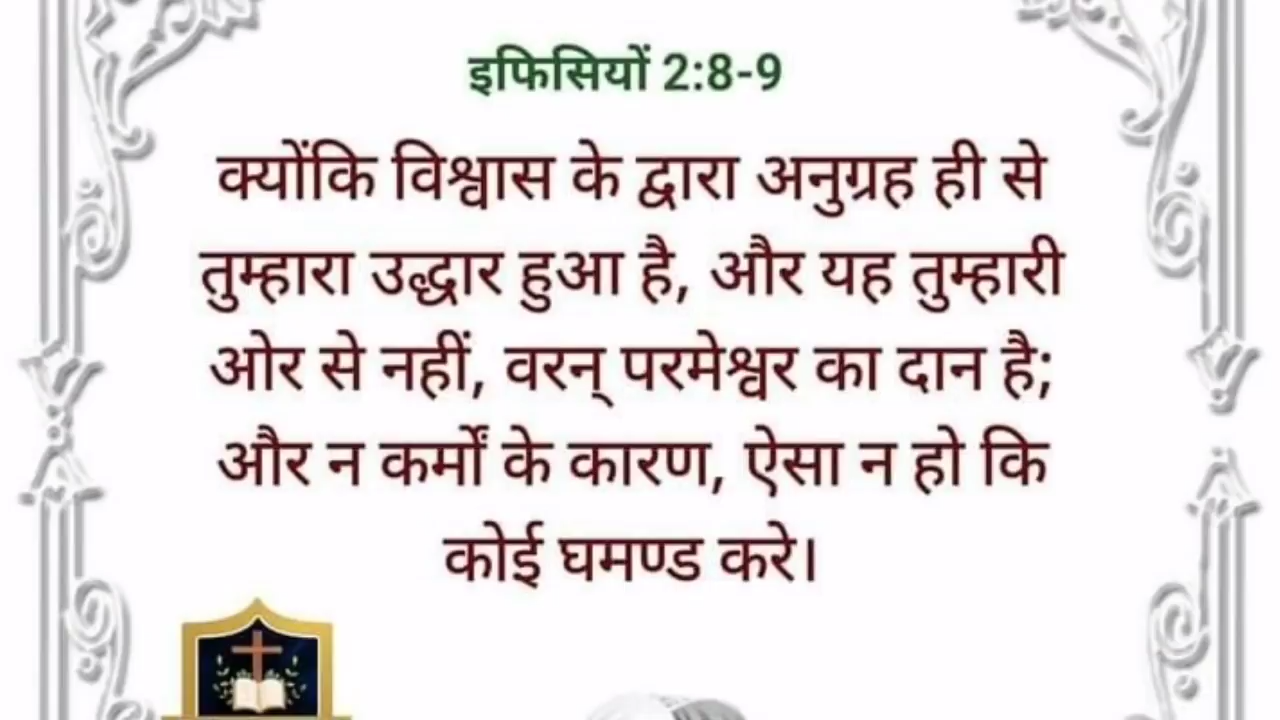 इफिसियों 2:8-9
क्योंकि विश्वास के द्वारा अनुग्रह ही से
तुम्हारा उद्धार हुआ है, और यह तुम्हारी
ओर से नहीं, वरन् परमेश्वर का दान है;
और न कर्मों के कारण, ऐसा न हो कि
कोई घमण्ड करे।